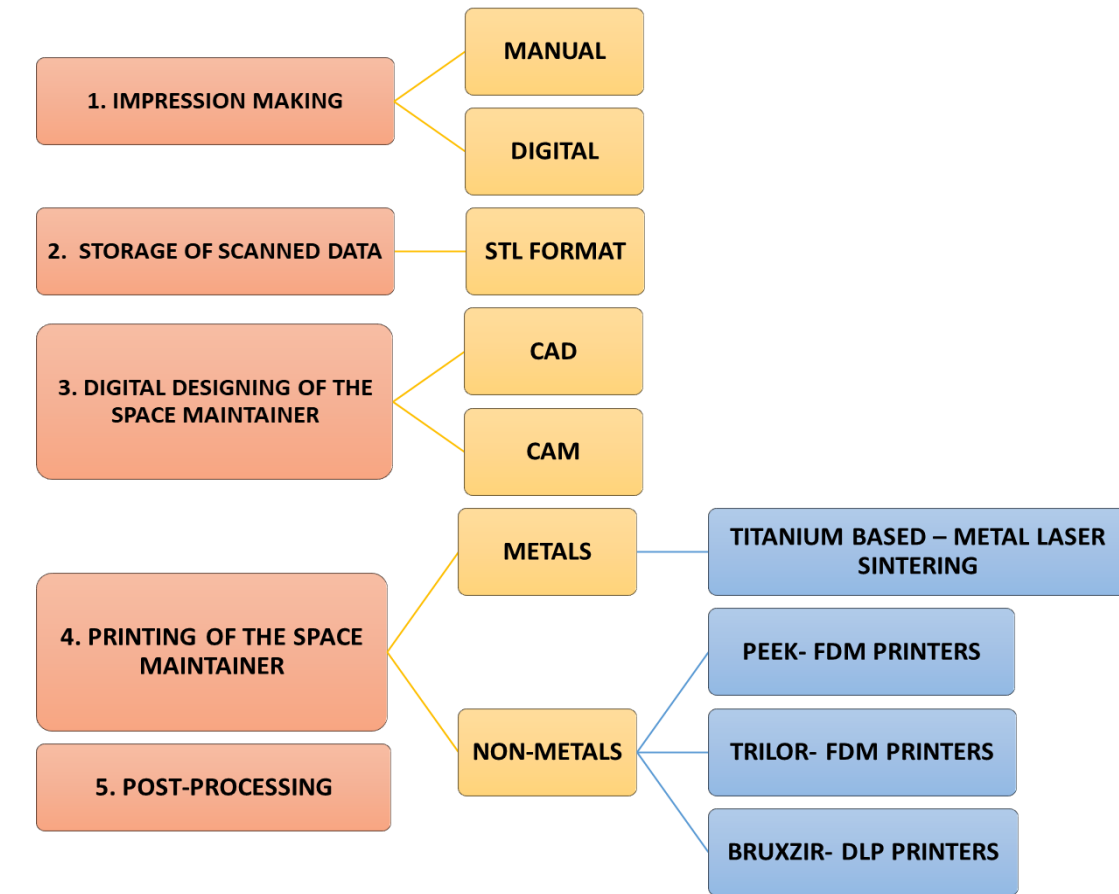 1. IMPRESSION MAKING
MANUAL
DIGITAL
2. STORAGE OF SCANNED DATA
STL FORMAT
3. DIGITAL DESIGNING OF THE
SPACE MAINTAINER
CAD
CAM
4. PRINTING OF THE SPACE
MAINTAINER
METALS
TITANIUM BASED – METAL LASER
SINTERING
NON-METALS
PEEK- FDM PRINTERS
TRILOR- FDM PRINTERS
BRUXZIR- DLP PRINTERS
5. POST-PROCESSING